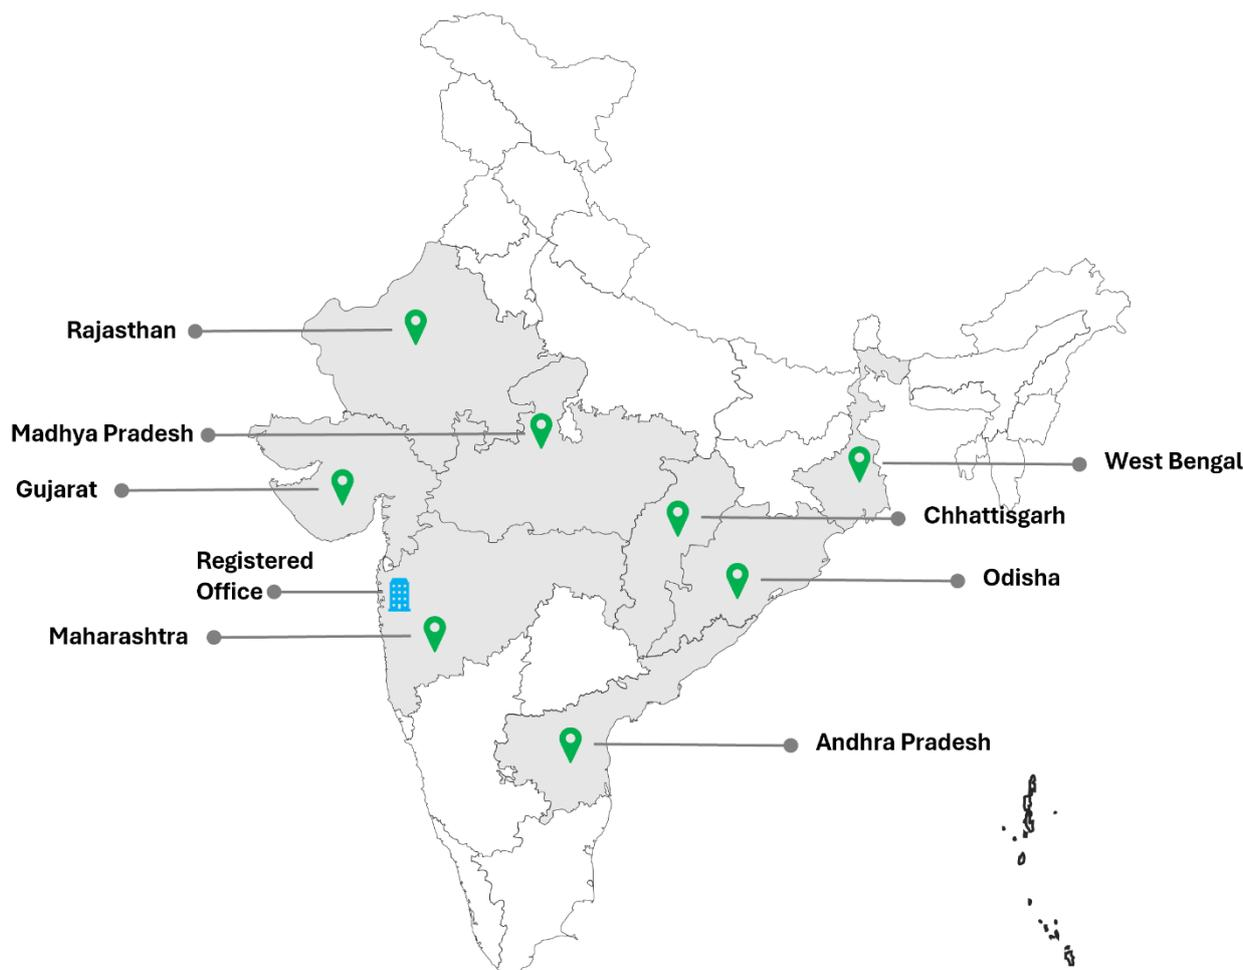 Rajasthan
Madhya Pradesh
West Bengal
Gujarat
Chhattisgarh
Registered
Office
Odisha
Maharashtra
Andhra Pradesh